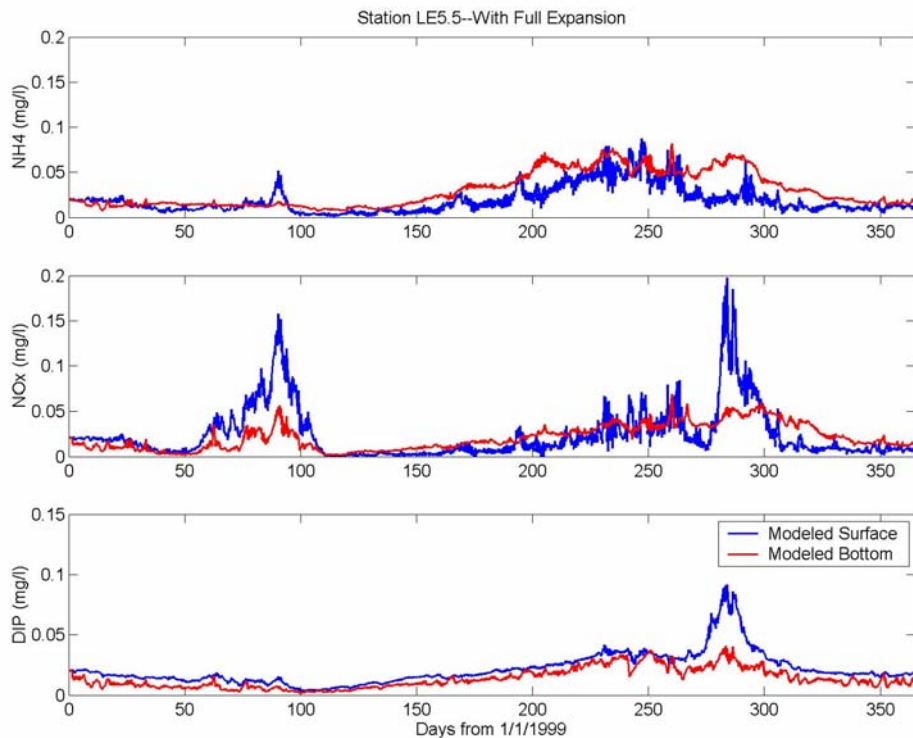 Station LE5.5--With Full Expansion
0.2
0.15
0.1
0.05
0
NH4 (mg/l)
0 50 100 150 200 250 300 350
0.2
0.15
0.1
0.05
0
NOx (mg/l)
0 50 100 150 200 250 300 350
0.15
0.1
0.05
0
DIP (mg/l)
Modeled Surface
Modeled Bottom
0 50 100 150 200 250 300 350
Days from 1/1/1999